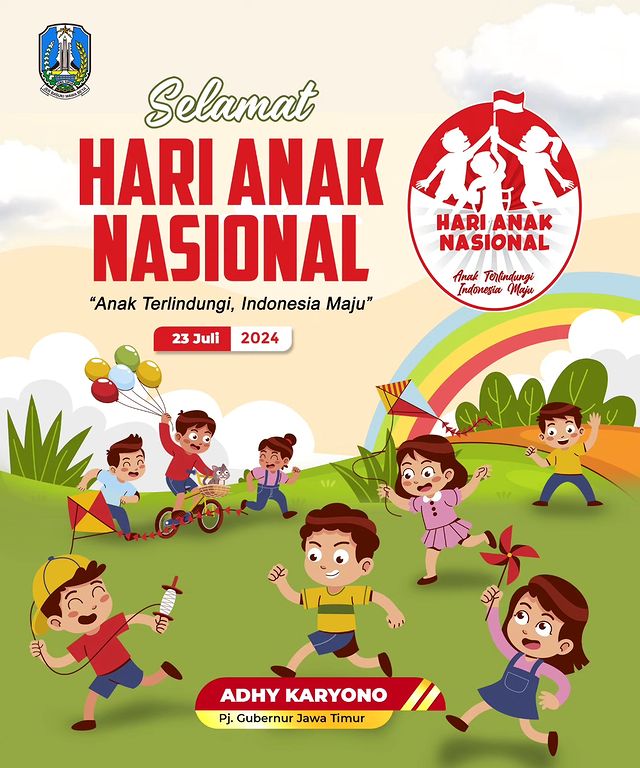 Selamat
HARI ANAK
NASIONAL
“Anak Terlindungi, Indonesia Maju”
23 Juli 2024
HARI ANAK
NASIONAL
Anak Terlindungi
Indonesia Maju
ADHY KARYONO
Pj. Gubernur Jawa Timur